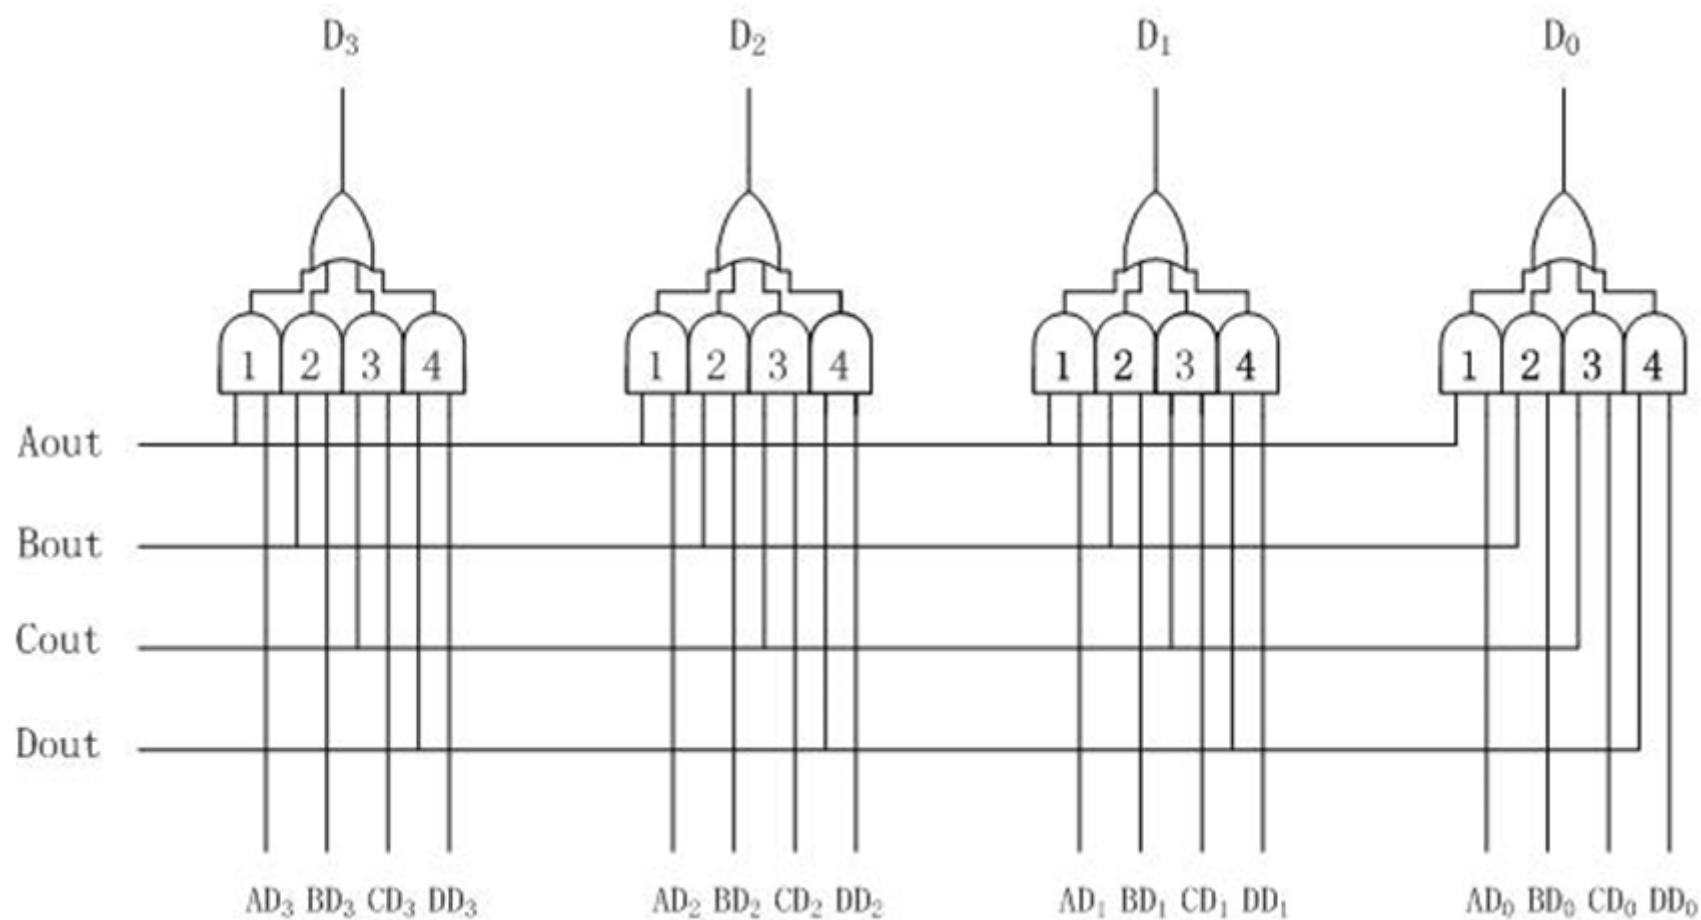 D₃ D₂ D₁ D₀
1 2 3 4 1 2 3 4 1 2 3 4 1 2 3 4
Aout
Bout
Cout
Dout
AD₃ BD₃ CD₃ DD₃ AD₂ BD₂ CD₂ DD₂ AD₁ BD₁ CD₁ DD₁ AD₀ BD₀ CD₀ DD₀